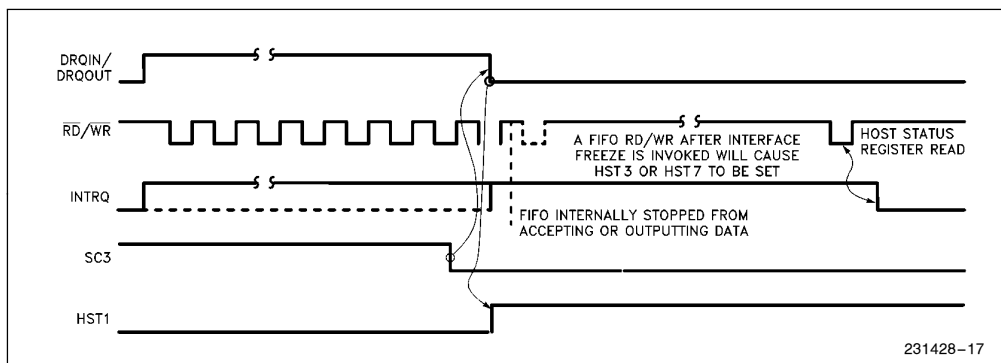 DRQIN/
DRQOUT
RD/WR
A FIFO RD/WR AFTER INTERFACE
FREEZE IS INVOKED WILL CAUSE
HST3 OR HST7 TO BE SET
HOST STATUS
REGISTER READ
INTRQ
FIFO INTERNALLY STOPPED FROM
ACCEPTING OR OUTPUTTING DATA
SC3
HST1
231428-17